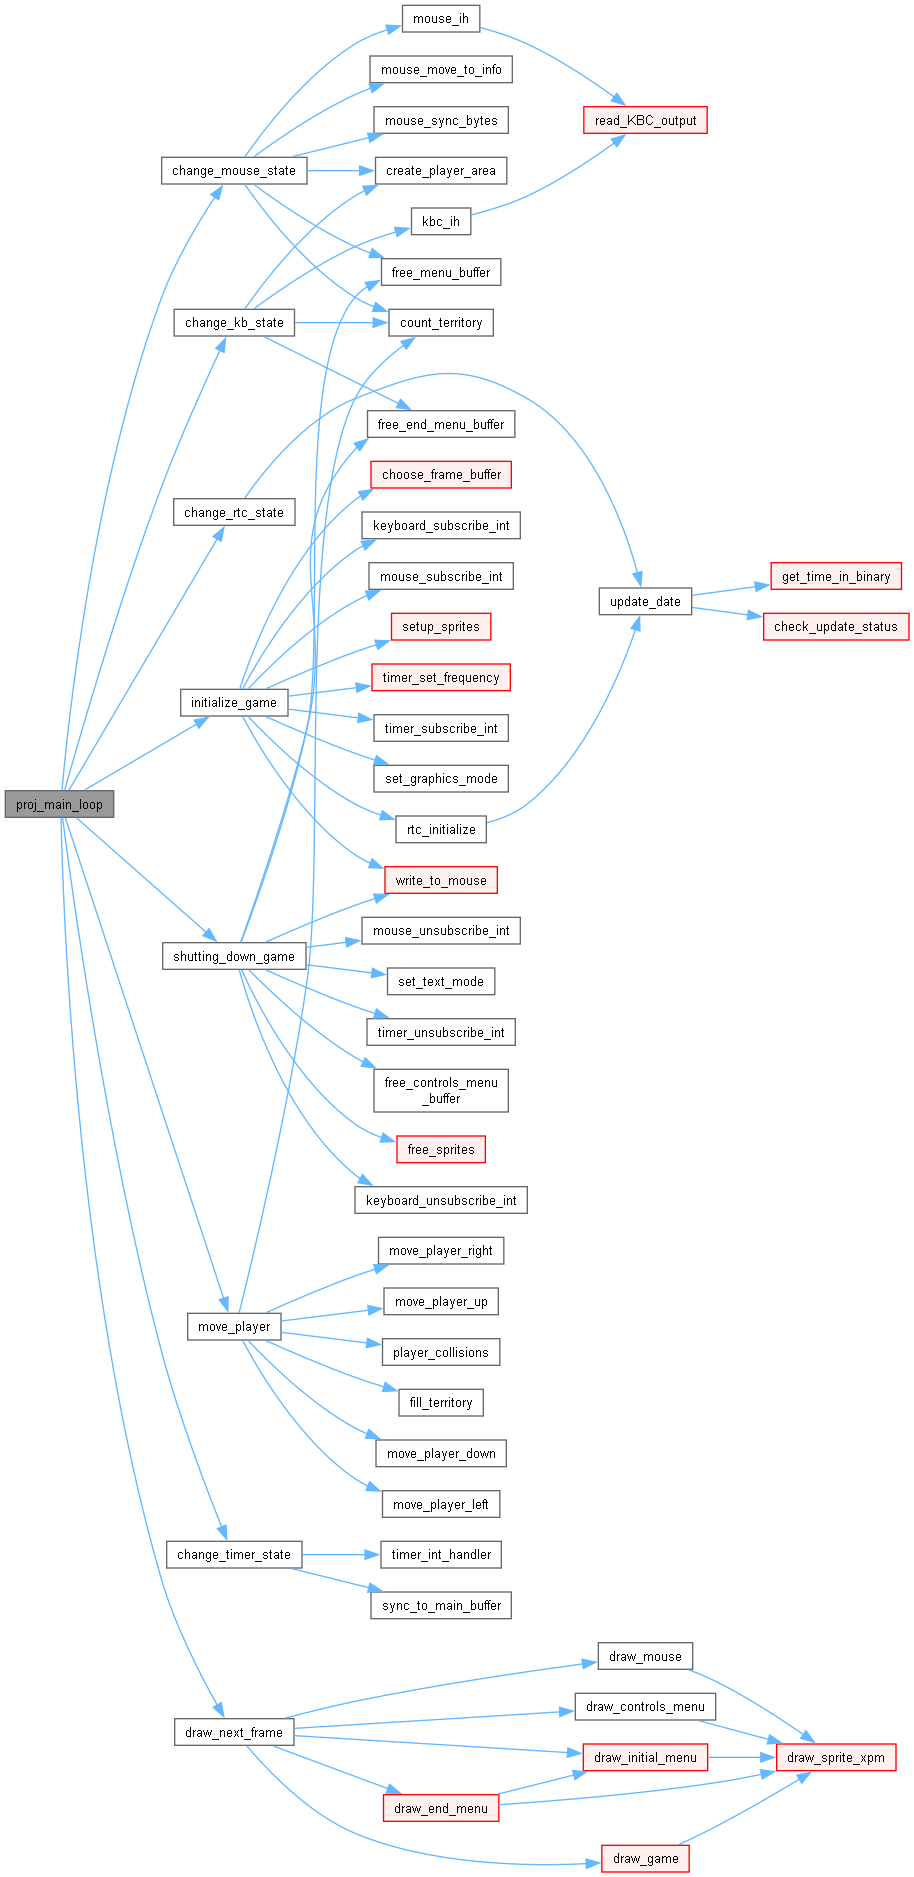 mouse_ih
mouse_move_to_info
read_KBC_output
mouse_sync_bytes
change_mouse_state
create_player_area
kbc_ih
free_menu_buffer
change_kb_state
count_territory
free_end_menu_buffer
choose_frame_buffer
change_rtc_state
keyboard_subscribe_int
mouse_subscribe_int
get_time_in_binary
update_date
setup_sprites
check_update_status
timer_set_frequency
initialize_game
timer_subscribe_int
set_graphics_mode
proj_main_loop
rtc_initialize
write_to_mouse
mouse_unsubscribe_int
shutting_down_game
set_text_mode
timer_unsubscribe_int
free_controls_menu
_buffer
free_sprites
keyboard_unsubscribe_int
move_player_right
move_player_up
move_player
player_collisions
fill_territory
move_player_down
move_player_left
change_timer_state
timer_int_handler
sync_to_main_buffer
draw_mouse
draw_controls_menu
draw_next_frame
draw_initial_menu
draw_sprite_xpm
draw_end_menu
draw_game